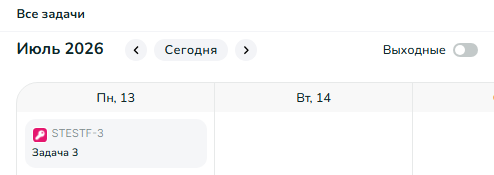 Все задачи
Июль 2026
Сегодня
Выходные
Пн, 13
Вт, 14
STESTF-3
Задача 3